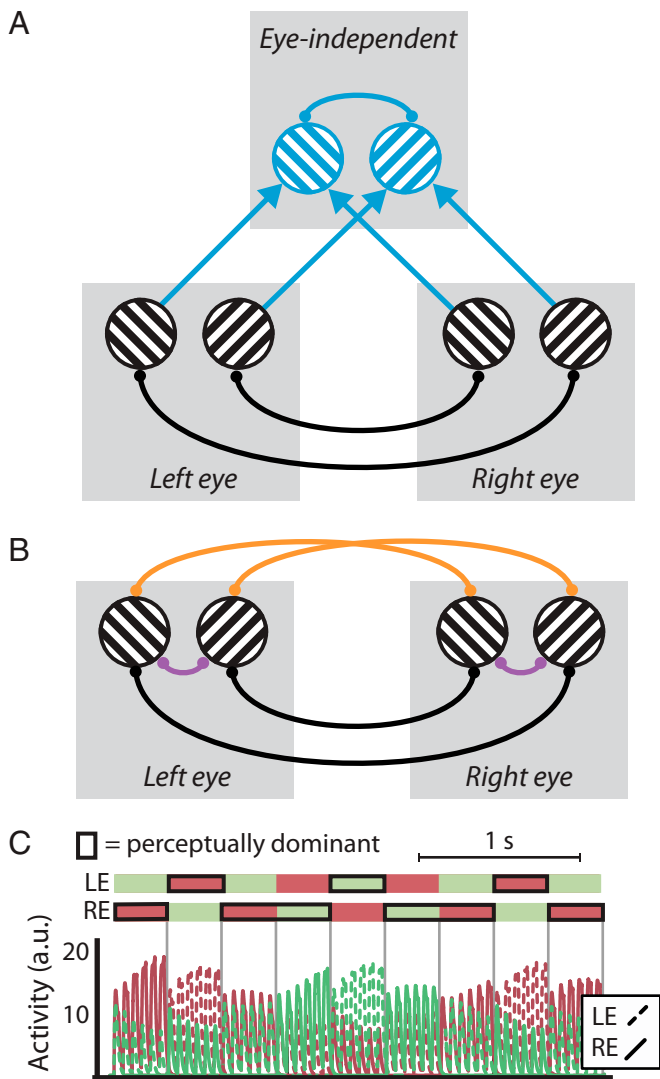 A
Eye-independent
Left eye
Right eye
B
Left eye
Right eye
C
= perceptually dominant
1 s
LE
RE
Activity (a.u.)
20
10
LE
RE